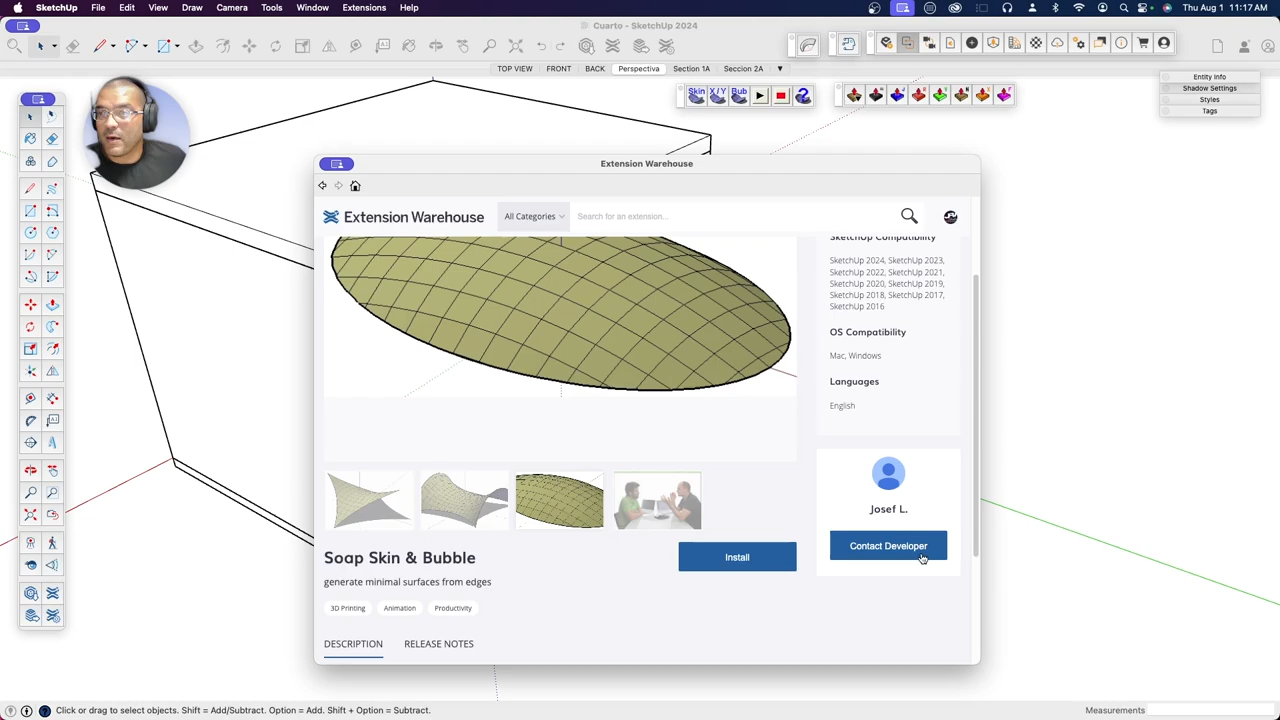 SketchUp File Edit View Draw Camera Tools Window Extensions Help
Thu Aug 1 11:17 AM
Cuarto - SketchUp 2024
TOP VIEW FRONT BACK Perspectiva Section 1A Seccion 2A
Entity Info
Shadow Settings
Styles
Tags
Skin X/Y Bub
Extension Warehouse
Extension Warehouse
All Categories
Search for an extension...
SketchUp Compatibility
SketchUp 2024, SketchUp 2023,
SketchUp 2022, SketchUp 2021,
SketchUp 2020, SketchUp 2019,
SketchUp 2018, SketchUp 2017,
SketchUp 2016
OS Compatibility
Mac, Windows
Languages
English
Josef L.
Contact Developer
Soap Skin & Bubble
Install
generate minimal surfaces from edges
3D Printing Animation Productivity
DESCRIPTION RELEASE NOTES
Click or drag to select objects. Shift = Add/Subtract. Option = Add. Shift + Option = Subtract.
Measurements